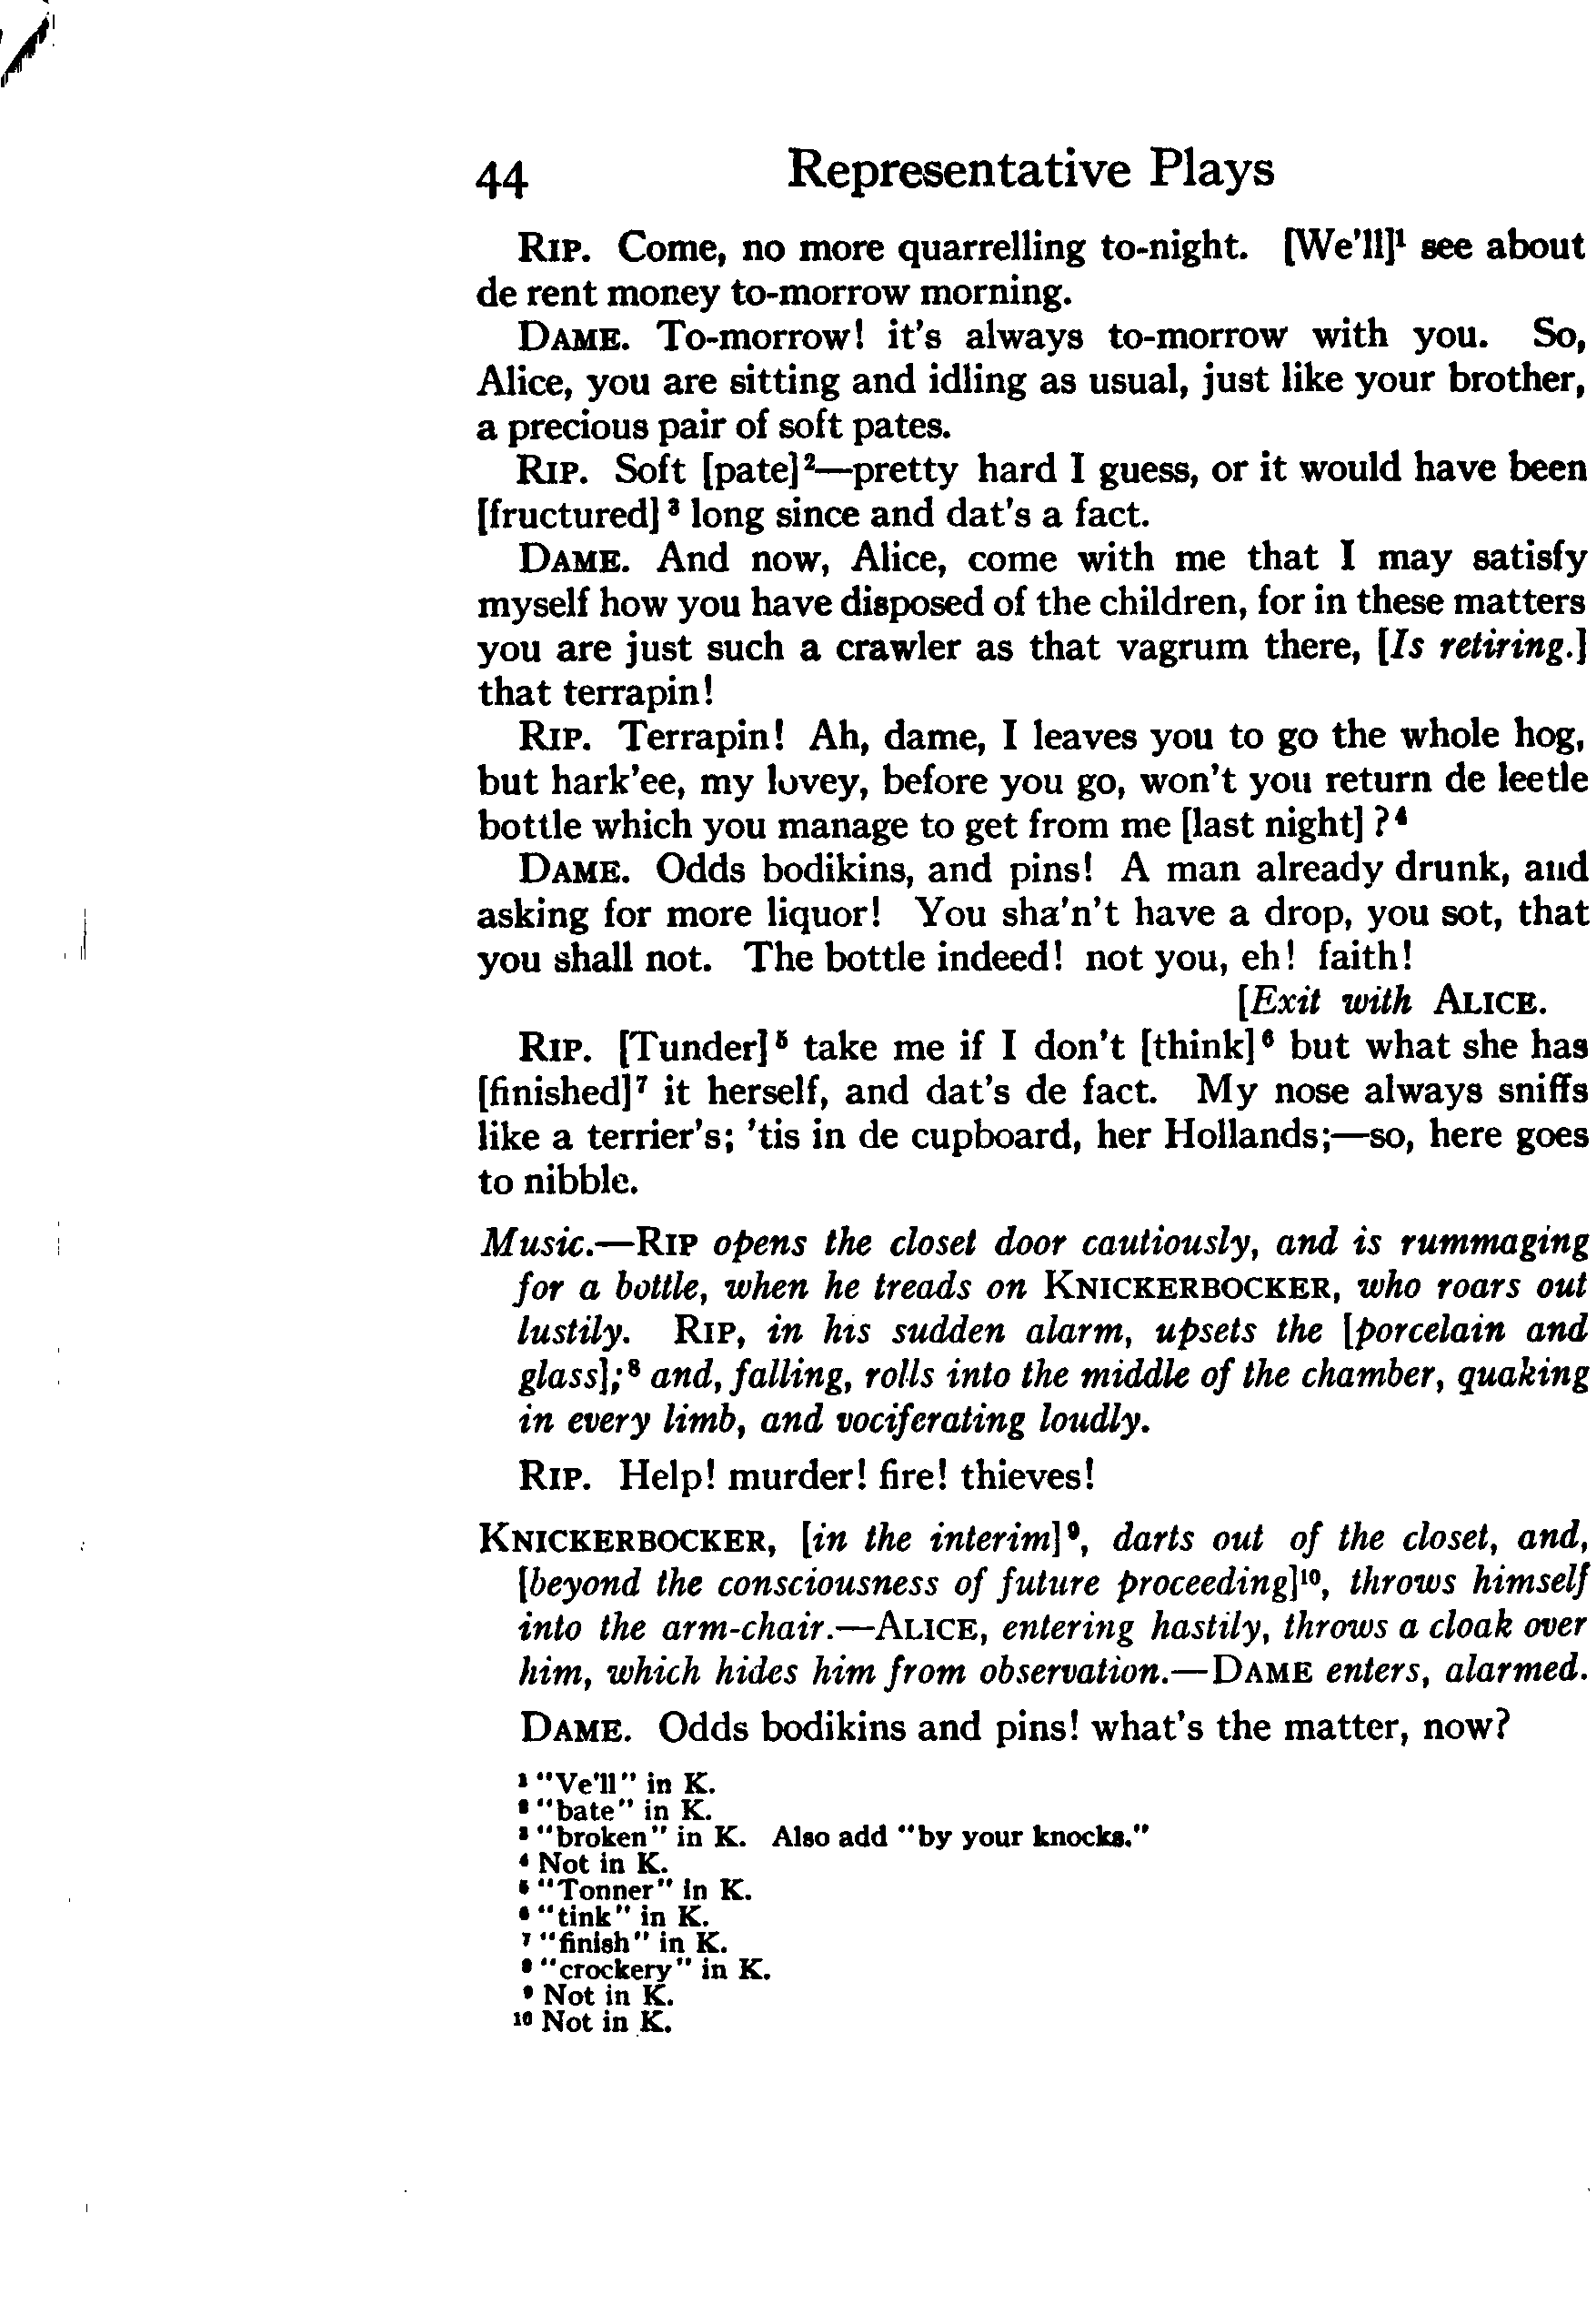 44 Representative Plays
RIP. Come, no more quarrelling to-night. [We'll]¹ see about
de rent money to-morrow morning.
DAME. To-morrow! it's always to-morrow with you. So,
Alice, you are sitting and idling as usual, just like your brother,
a precious pair of soft pates.
RIP. Soft [pate]²—pretty hard I guess, or it would have been
[fructured]³ long since and dat's a fact.
DAME. And now, Alice, come with me that I may satisfy
myself how you have disposed of the children, for in these matters
you are just such a crawler as that vagrum there, [Is retiring.]
that terrapin!
RIP. Terrapin! Ah, dame, I leaves you to go the whole hog,
but hark'ee, my lovey, before you go, won't you return de leetle
bottle which you manage to get from me [last night]?⁴
DAME. Odds bodikins, and pins! A man already drunk, and
asking for more liquor! You sha'n't have a drop, you sot, that
you shall not. The bottle indeed! not you, eh! faith!
[Exit with ALICE.
RIP. [Tunder]⁵ take me if I don't [think]⁶ but what she has
[finished]⁷ it herself, and dat's de fact. My nose always sniffs
like a terrier's; 'tis in de cupboard, her Hollands;—so, here goes
to nibble.
Music.—RIP opens the closet door cautiously, and is rummaging
for a bottle, when he treads on KNICKERBOCKER, who roars out
lustily. RIP, in his sudden alarm, upsets the [porcelain and
glass];⁸ and, falling, rolls into the middle of the chamber, quaking
in every limb, and vociferating loudly.
RIP. Help! murder! fire! thieves!
KNICKERBOCKER, [in the interim]⁹, darts out of the closet, and,
[beyond the consciousness of future proceeding]¹⁰, throws himself
into the arm-chair.—ALICE, entering hastily, throws a cloak over
him, which hides him from observation.—DAME enters, alarmed.
DAME. Odds bodikins and pins! what's the matter, now?
¹ "Ve'll" in K.
² "bate" in K.
³ "broken" in K. Also add "by your knocks."
⁴ Not in K.
⁵ "Tonner" in K.
⁶ "tink" in K.
⁷ "finish" in K.
⁸ "crockery" in K.
⁹ Not in K.
¹⁰ Not in K.